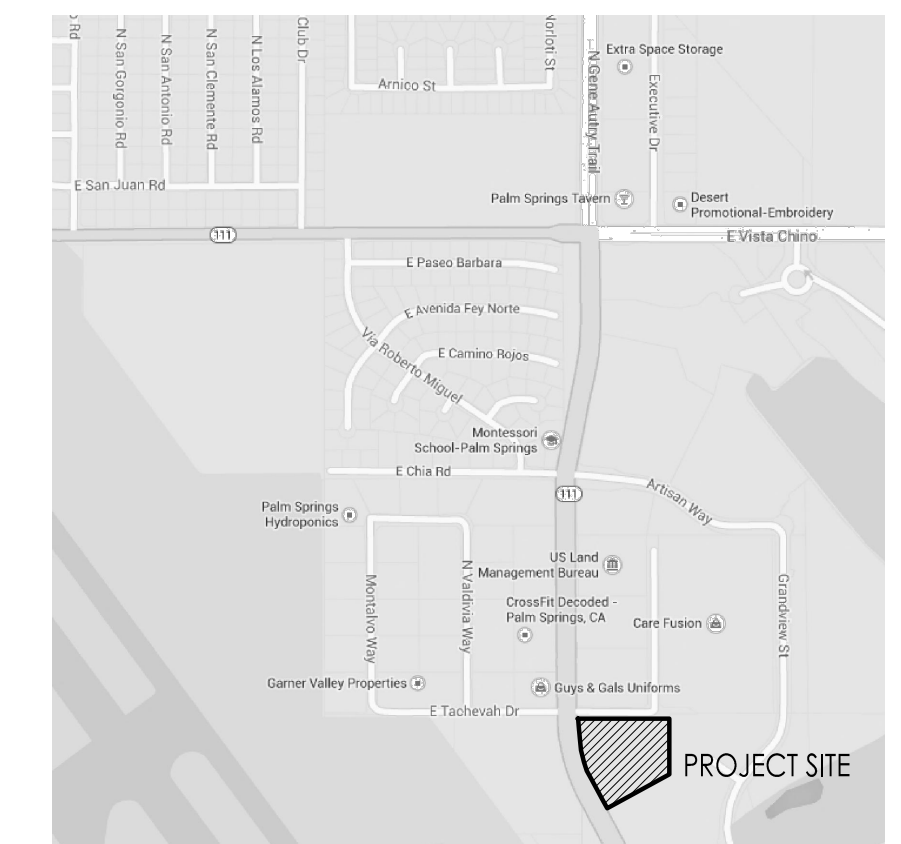 o Rd
N San Gorgonio Rd
N San Antonio Rd
N San Clemente Rd
N Los Alamos Rd
Club Dr
Arnico St
Norloti St
N Gene Autry Trail
Extra Space Storage
Executive Dr
E San Juan Rd
Palm Springs Tavern
Desert
Promotional-Embroidery
111
E Vista Chino
E Paseo Barbara
E Avenida Fey Norte
E Camino Rojos
Vía Roberto Miguel
Montessori
School-Palm Springs
E Chia Rd
111
Artisan Way
Palm Springs
Hydroponics
US Land
Management Bureau
Montalvo Way
N Valdivia Way
CrossFit Decoded -
Palm Springs, CA
Care Fusion
Grandview St
Garner Valley Properties
Guys & Gals Uniforms
E Tachevah Dr
PROJECT SITE